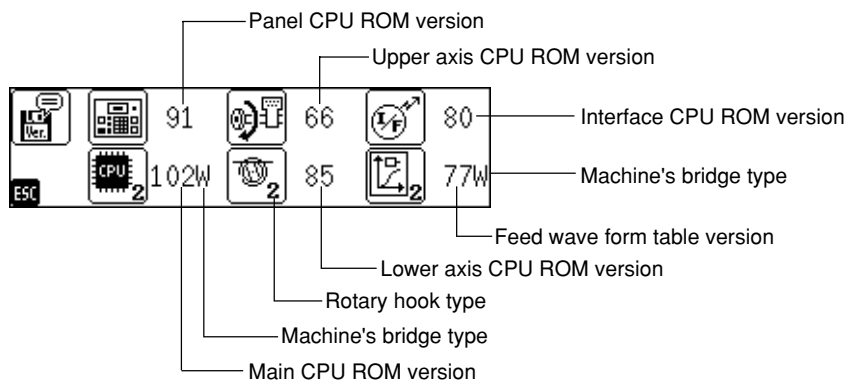 Panel CPU ROM version
Upper axis CPU ROM version
Ver. 91 66 I/F 80 Interface CPU ROM version
ESC CPU 2 102W 2 85 2 77W Machine's bridge type
Feed wave form table version
Lower axis CPU ROM version
Rotary hook type
Machine's bridge type
Main CPU ROM version